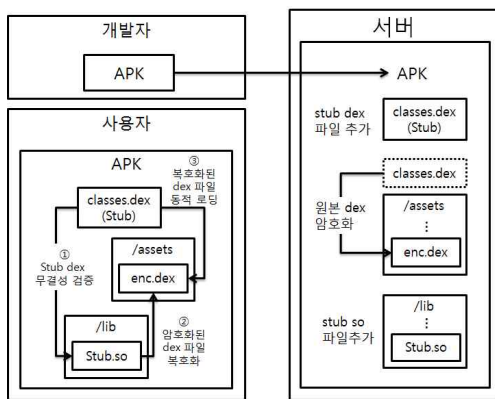 개발자
APK
사용자
APK
classes.dex
(Stub)
③
복호화된
dex 파일
동적 로딩
①
Stub dex
무결성 검증
/assets
enc.dex
/lib
Stub.so
②
암호화된
dex 파일
복호화
서버
APK
stub dex
파일 추가
classes.dex
(Stub)
classes.dex
원본 dex
암호화
/assets
⋮
enc.dex
stub so
파일추가
/lib
⋮
Stub.so